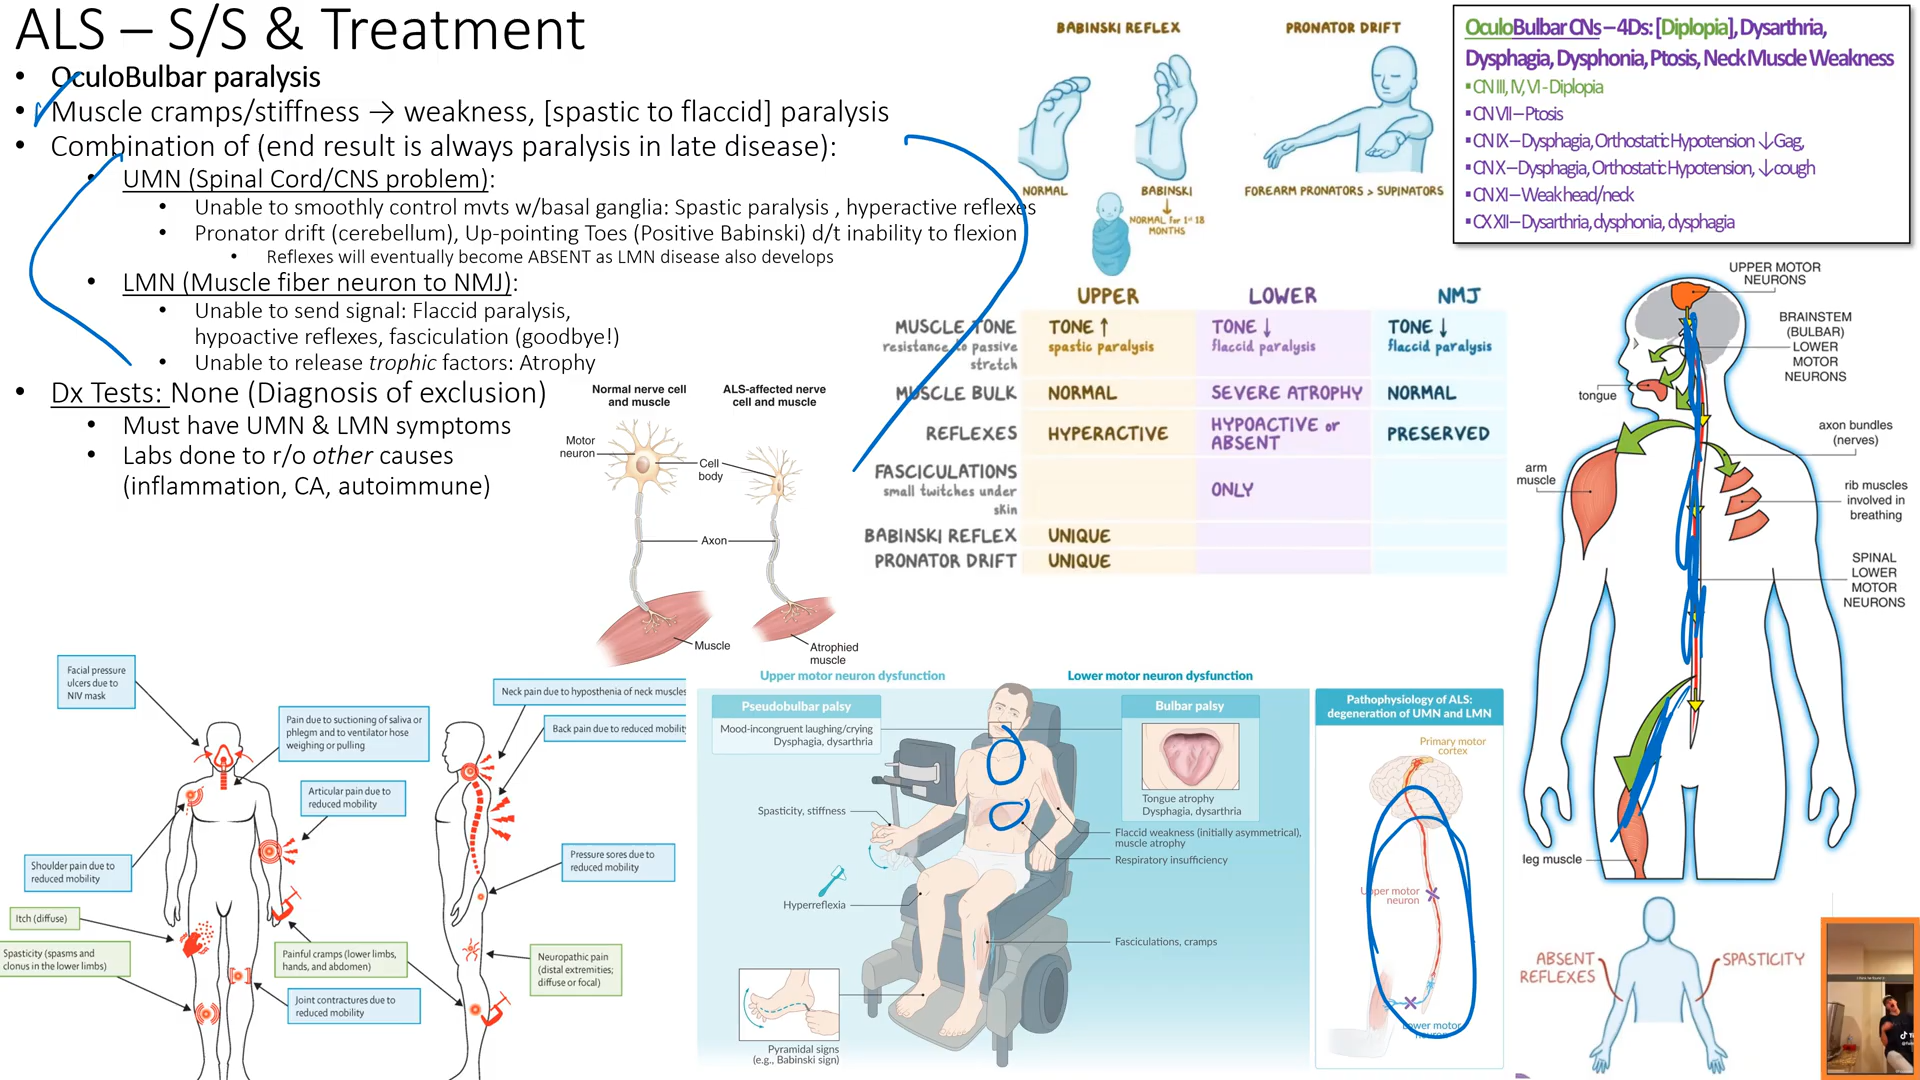 ALS – S/S & Treatment
• OculoBulbar paralysis
• Muscle cramps/stiffness → weakness, [spastic to flaccid] paralysis
• Combination of (end result is always paralysis in late disease):
• UMN (Spinal Cord/CNS problem):
• Unable to smoothly control mvts w/basal ganglia: Spastic paralysis , hyperactive reflexes
• Pronator drift (cerebellum), Up-pointing Toes (Positive Babinski) d/t inability to flexion
• Reflexes will eventually become ABSENT as LMN disease also develops
• LMN (Muscle fiber neuron to NMJ):
• Unable to send signal: Flaccid paralysis,
hypoactive reflexes, fasciculation (goodbye!)
• Unable to release trophic factors: Atrophy
• Dx Tests: None (Diagnosis of exclusion)
• Must have UMN & LMN symptoms
• Labs done to r/o other causes
(inflammation, CA, autoimmune)
BABINSKI REFLEX
PRONATOR DRIFT
NORMAL
BABINSKI
↓
NORMAL for 1st 18
MONTHS
FOREARM PRONATORS > SUPINATORS
OculoBulbar CNs – 4Ds: [Diplopia], Dysarthria,
Dysphagia, Dysphonia, Ptosis, Neck Muscle Weakness
▪ CN III, IV, VI - Diplopia
▪ CN VII – Ptosis
▪ CN IX – Dysphagia, Orthostatic Hypotension ↓Gag,
▪ CN X – Dysphagia, Orthostatic Hypotension, ↓cough
▪ CN XI – Weak head/neck
▪ CX XII – Dysarthria, dysphonia, dysphagia
UPPER LOWER NMJ
MUSCLE TONE TONE ↑ TONE ↓ TONE ↓
resistance to passive stretch spastic paralysis flaccid paralysis flaccid paralysis
MUSCLE BULK NORMAL SEVERE ATROPHY NORMAL
REFLEXES HYPERACTIVE HYPOACTIVE or ABSENT PRESERVED
FASCICULATIONS
small twitches under skin ONLY
BABINSKI REFLEX UNIQUE
PRONATOR DRIFT UNIQUE
Normal nerve cell
and muscle
ALS-affected nerve
cell and muscle
Motor
neuron
Cell
body
Axon
Muscle
Atrophied
muscle
UPPER MOTOR
NEURONS
BRAINSTEM
(BULBAR)
LOWER
MOTOR
NEURONS
tongue
axon bundles
(nerves)
arm
muscle
rib muscles
involved in
breathing
SPINAL
LOWER
MOTOR
NEURONS
leg muscle
Facial pressure
ulcers due to
NIV mask
Pain due to suctioning of saliva or
phlegm and to ventilator hose
weighing or pulling
Articular pain due to
reduced mobility
Shoulder pain due to
reduced mobility
Itch (diffuse)
Spasticity (spasms and
clonus in the lower limbs)
Painful cramps (lower limbs,
hands, and abdomen)
Joint contractures due to
reduced mobility
Neck pain due to hyposthenia of neck muscles
Back pain due to reduced mobility
Pressure sores due to
reduced mobility
Neuropathic pain
(distal extremities;
diffuse or focal)
Upper motor neuron dysfunction
Lower motor neuron dysfunction
Pseudobulbar palsy
Mood-incongruent laughing/crying
Dysphagia, dysarthria
Bulbar palsy
Tongue atrophy
Dysphagia, dysarthria
Spasticity, stiffness
Flaccid weakness (initially asymmetrical),
muscle atrophy
Respiratory insufficiency
Hyperreflexia
Fasciculations, cramps
Pyramidal signs
(e.g., Babinski sign)
Pathophysiology of ALS:
degeneration of UMN and LMN
Primary motor
cortex
Upper motor
neuron
Lower motor
neuron
ABSENT
REFLEXES
SPASTICITY